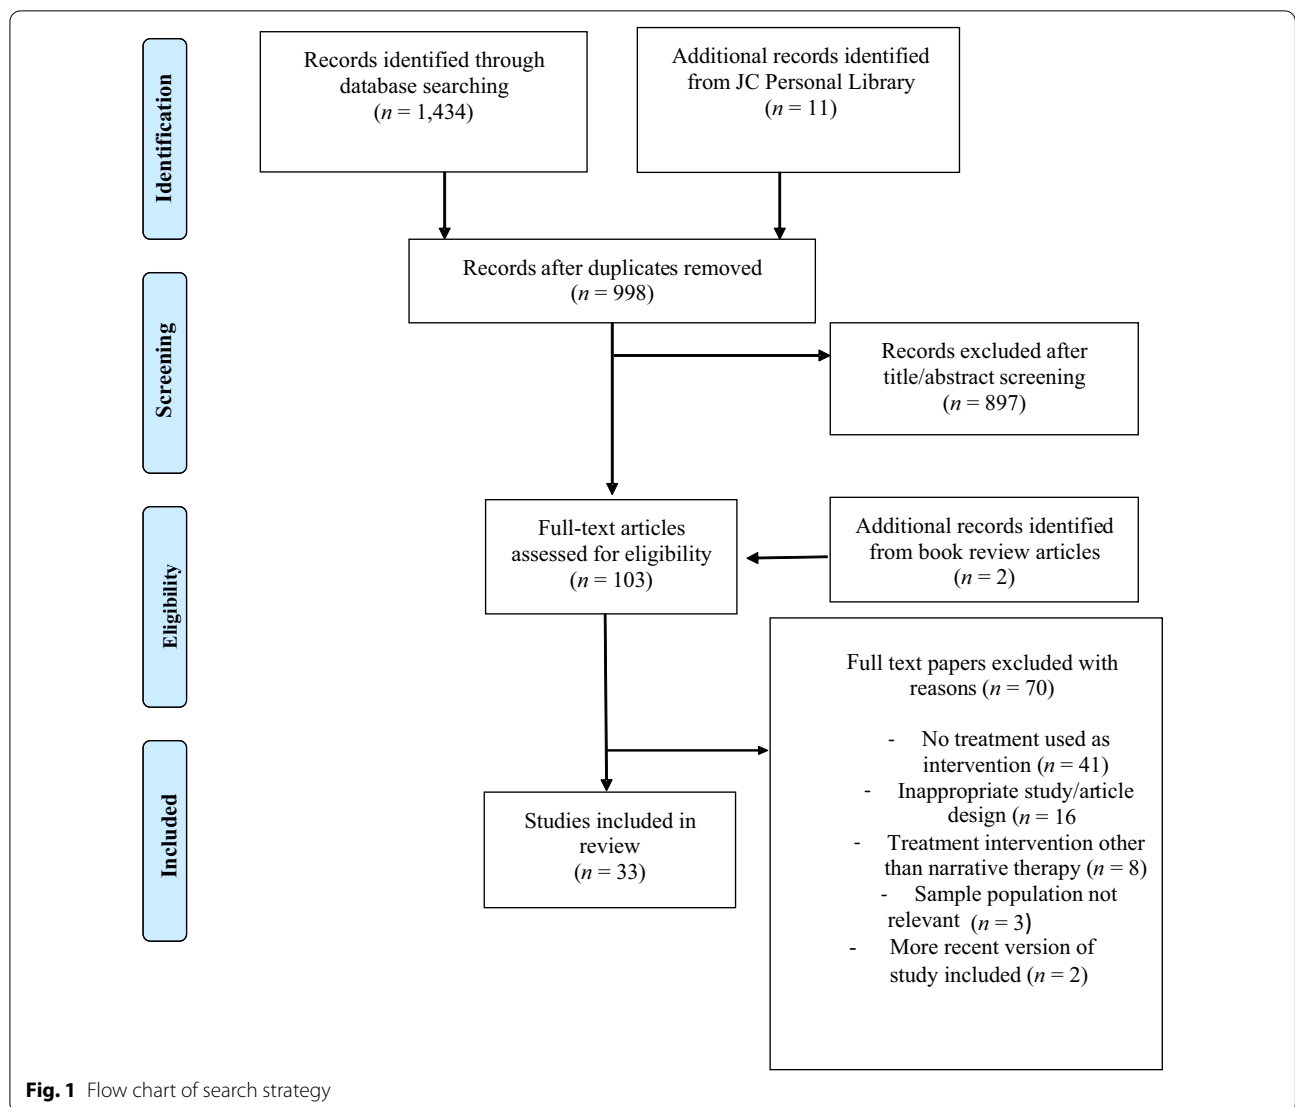 Identification
Records identified through
database searching
(n = 1,434)
Additional records identified
from JC Personal Library
(n = 11)
Records after duplicates removed
(n = 998)
Screening
Records excluded after
title/abstract screening
(n = 897)
Eligibility
Full-text articles
assessed for eligibility
(n = 103)
Additional records identified
from book review articles
(n = 2)
Full text papers excluded with
reasons (n = 70)
- No treatment used as
intervention (n = 41)
- Inappropriate study/article
design (n = 16
- Treatment intervention other
than narrative therapy (n = 8)
- Sample population not
relevant (n = 3)
- More recent version of
study included (n = 2)
Included
Studies included in
review
(n = 33)
Fig. 1 Flow chart of search strategy